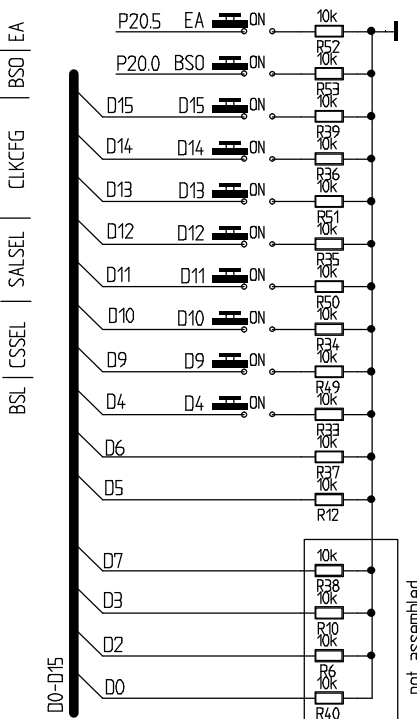 EA
BSO
CLKCFG
SALSEL
CSSEL
BSL
P20.5 EA ON 10k
R52
P20.0 BSO ON 10k
R53
D15 D15 ON 10k
R39
D14 D14 ON 10k
R36
D13 D13 ON 10k
R51
D12 D12 ON 10k
R35
D11 D11 ON 10k
R50
D10 D10 ON 10k
R34
D9 D9 ON 10k
R49
D4 D4 ON 10k
R33
D6 10k
R37
D5 10k
R12
D7 10k
R38
D3 10k
R10
D2 10k
R6
D0 10k
R40
D0-D15
not assembled